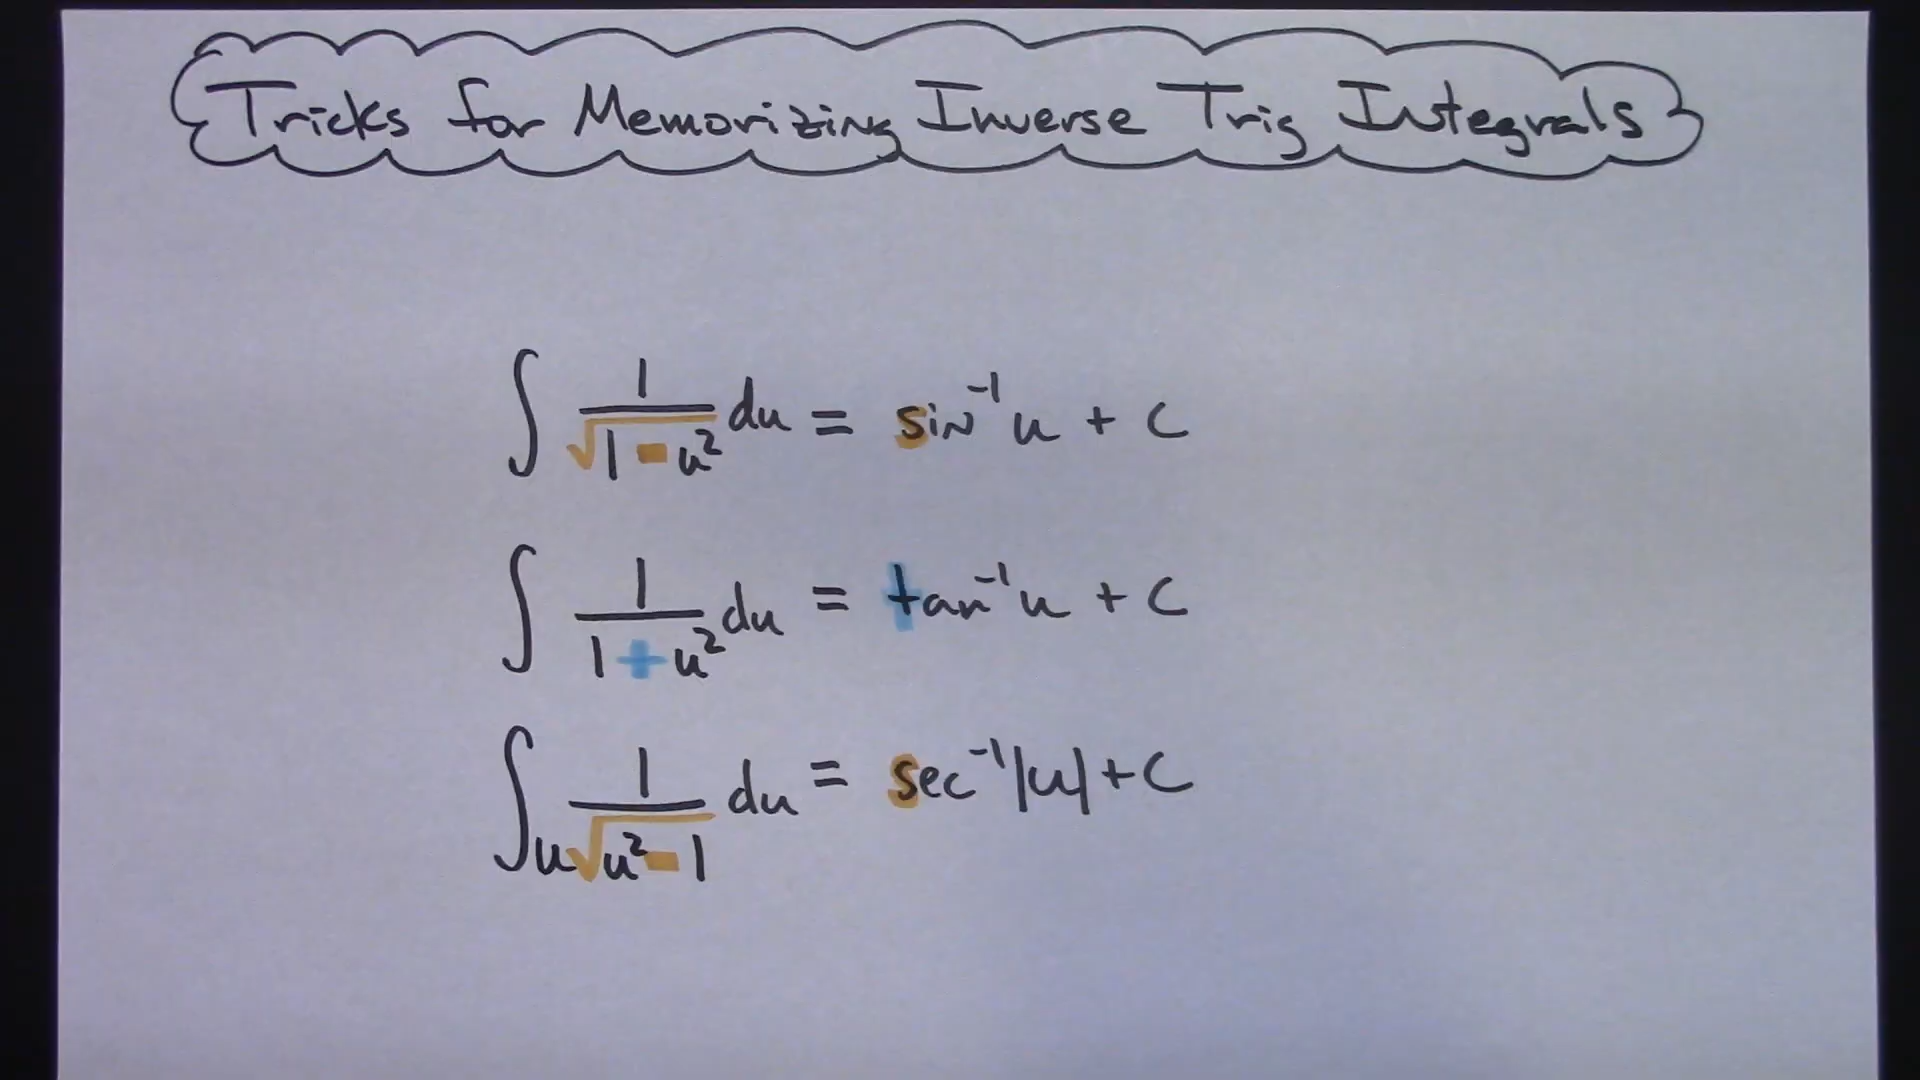 Tricks for Memorizing Inverse Trig Integrals
∫ 1/√(1-u²) du = sin⁻¹u + C
∫ 1/(1+u²) du = tan⁻¹u + C
∫ 1/(u√(u²-1)) du = sec⁻¹|u| + C